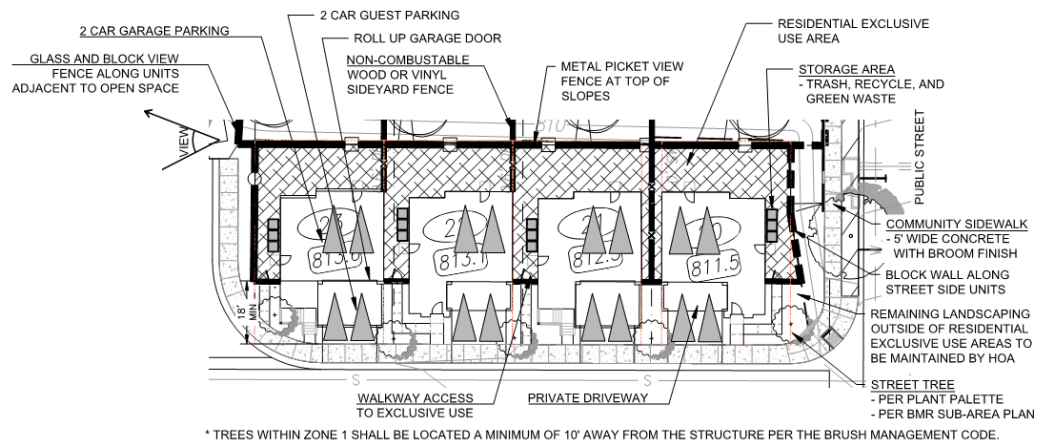 2 CAR GARAGE PARKING
GLASS AND BLOCK VIEW
FENCE ALONG UNITS
ADJACENT TO OPEN SPACE
2 CAR GUEST PARKING
ROLL UP GARAGE DOOR
NON-COMBUSTABLE
WOOD OR VINYL
SIDEYARD FENCE
METAL PICKET VIEW
FENCE AT TOP OF
SLOPES
RESIDENTIAL EXCLUSIVE
USE AREA
STORAGE AREA
- TRASH, RECYCLE, AND
GREEN WASTE
VIEW
810
PUBLIC STREET
813.1
811.5
18'
MIN
COMMUNITY SIDEWALK
- 5' WIDE CONCRETE
WITH BROOM FINISH
BLOCK WALL ALONG
STREET SIDE UNITS
REMAINING LANDSCAPING
OUTSIDE OF RESIDENTIAL
EXCLUSIVE USE AREAS TO
BE MAINTAINED BY HOA
STREET TREE
- PER PLANT PALETTE
- PER BMR SUB-AREA PLAN
S
S
WALKWAY ACCESS
TO EXCLUSIVE USE
PRIVATE DRIVEWAY
* TREES WITHIN ZONE 1 SHALL BE LOCATED A MINIMUM OF 10' AWAY FROM THE STRUCTURE PER THE BRUSH MANAGEMENT CODE.